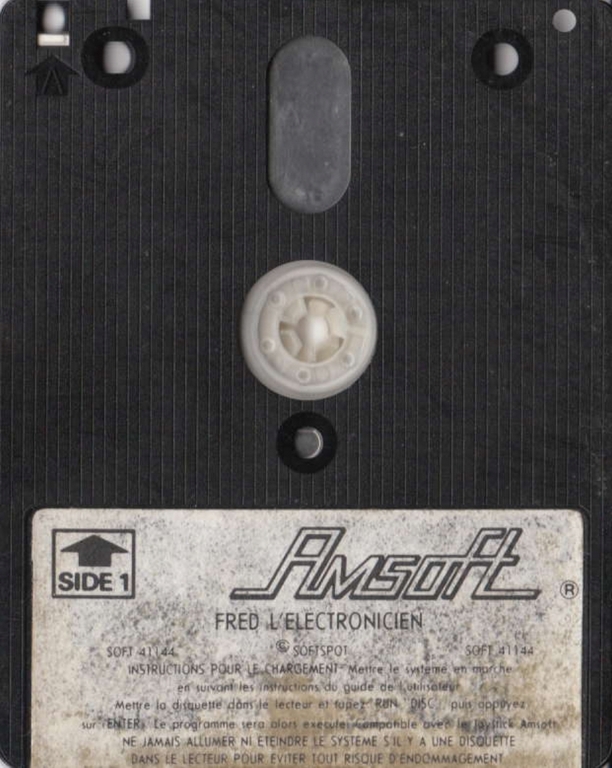 SIDE 1
Amsoft ®
FRED L'ELECTRONICIEN
SOFT 41144 © SOFTSPOT SOFT 41144
INSTRUCTIONS POUR LE CHARGEMENT- Mettre le systeme en marche
en suivant les instructions du guide de l'utilisateur
Mettre la disquette dans le lecteur et tapez "RUN "DISC", puis appuyez
sur (ENTER). Le programme sera alors execute. Compatible avec le Joystick Amsoft
NE JAMAIS ALLUMER NI ETEINDRE LE SYSTEME S'IL Y A UNE DISQUETTE
DANS LE LECTEUR POUR EVITER TOUT RISQUE D'ENDOMMAGEMENT